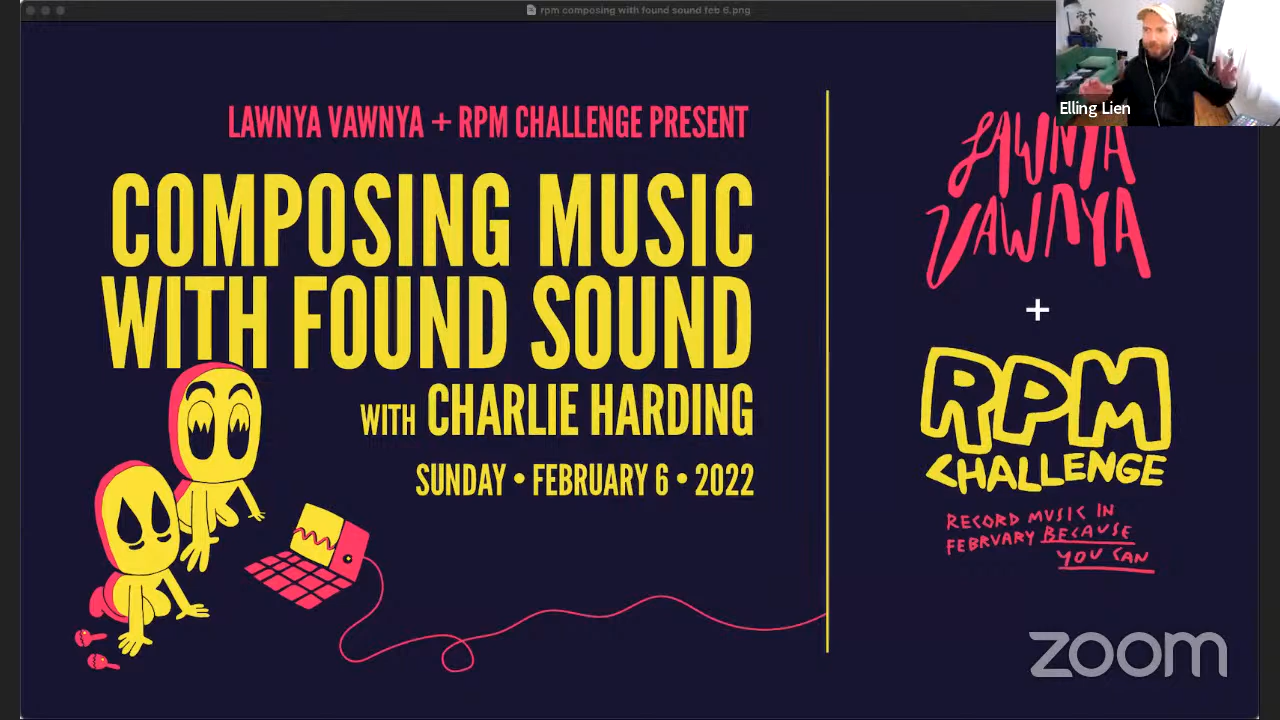 rpm composing with found sound feb 6.png
Elling Lien
LAWNYA VAWNYA + RPM CHALLENGE PRESENT
COMPOSING MUSIC
WITH FOUND SOUND
WITH CHARLIE HARDING
SUNDAY • FEBRUARY 6 • 2022
LAWNYA
VAWNYA
+
RPM
CHALLENGE
RECORD MUSIC IN
FEBRUARY BECAUSE
YOU CAN
zoom